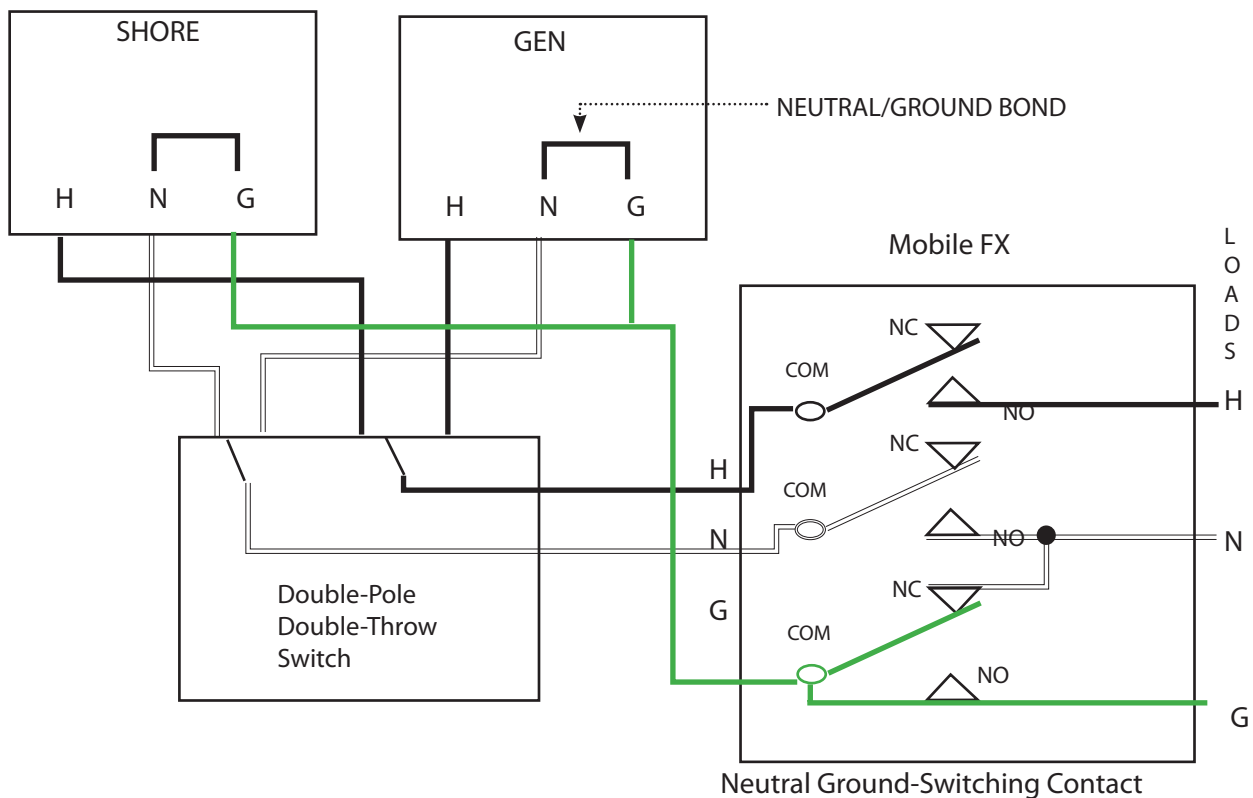 SHORE
GEN
NEUTRAL/GROUND BOND
H N G
H N G
Mobile FX
L
O
A
D
S
NC
COM
NO
H
NC
H
COM
N
NO
N
NC
G
COM
NO
G
Double-Pole
Double-Throw
Switch
Neutral Ground-Switching Contact